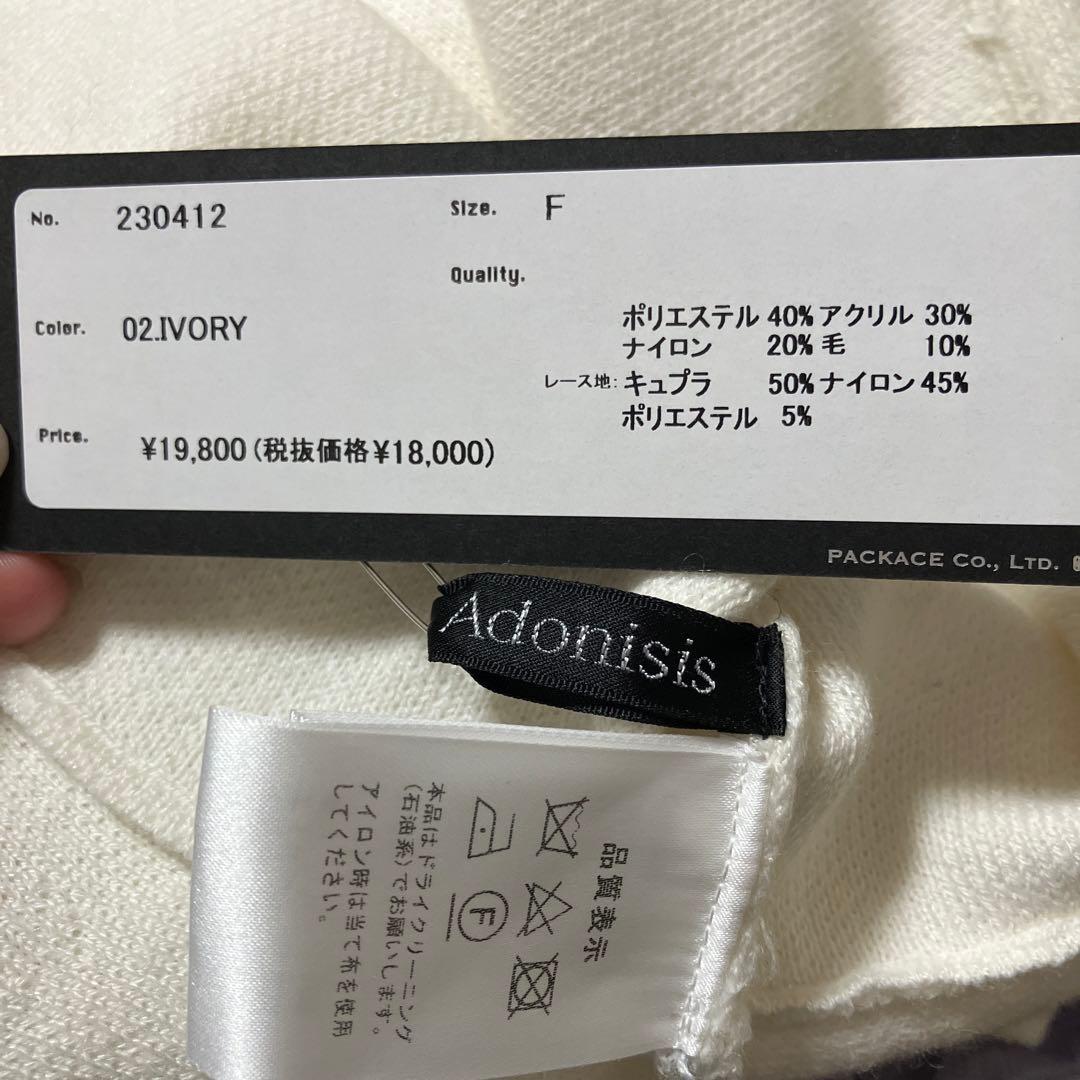 No. 230412
Size. F
Quality.
Color. 02.IVORY
ポリエステル 40% アクリル 30%
ナイロン 20% 毛 10%
レース地: キュプラ 50% ナイロン 45%
ポリエステル 5%
Price. ¥19,800(税抜価格¥18,000)
PACKACE CO., LTD.
Adonisis
品質表示
F
本品はドライクリーニング
(石油系)でお願いします。
アイロン時は当て布を使用
してください。